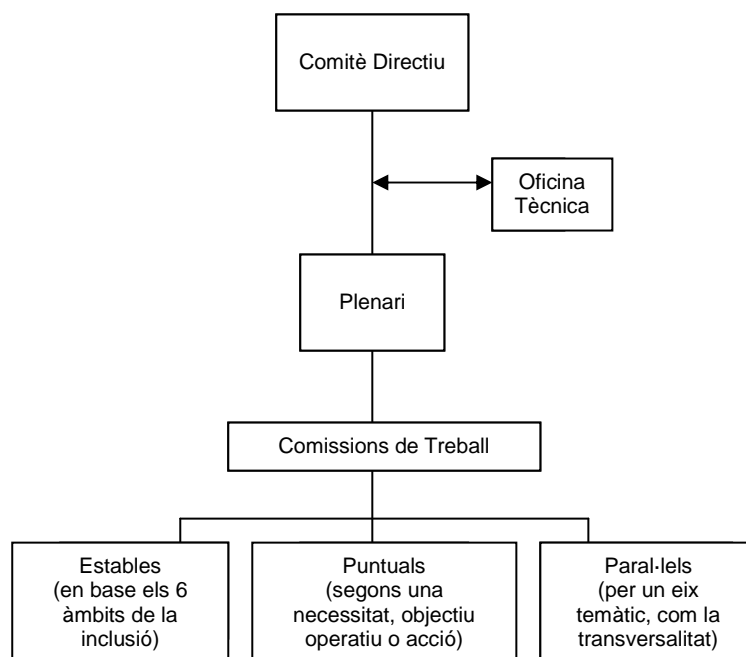 Comitè Directiu
Oficina
Tècnica
Plenari
Comissions de Treball
Estables
(en base els 6
àmbits de la
inclusió)
Puntuals
(segons una
necessitat, objectiu
operatiu o acció)
Paral·lels
(per un eix
temàtic, com la
transversalitat)